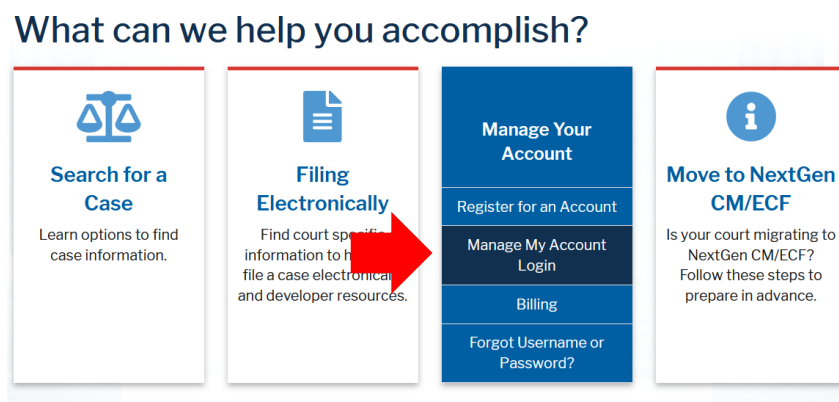 What can we help you accomplish?
Search for a
Case
Learn options to find
case information.
Filing
Electronically
Find court specific
information to
file a case
and developer resources.
Manage Your
Account
Register for an Account
Manage My Account
Login
Billing
Forgot Username or
Password?
Move to NextGen
CM/ECF
Is your court migrating to
NextGen CM/ECF?
Follow these steps to
prepare in advance.